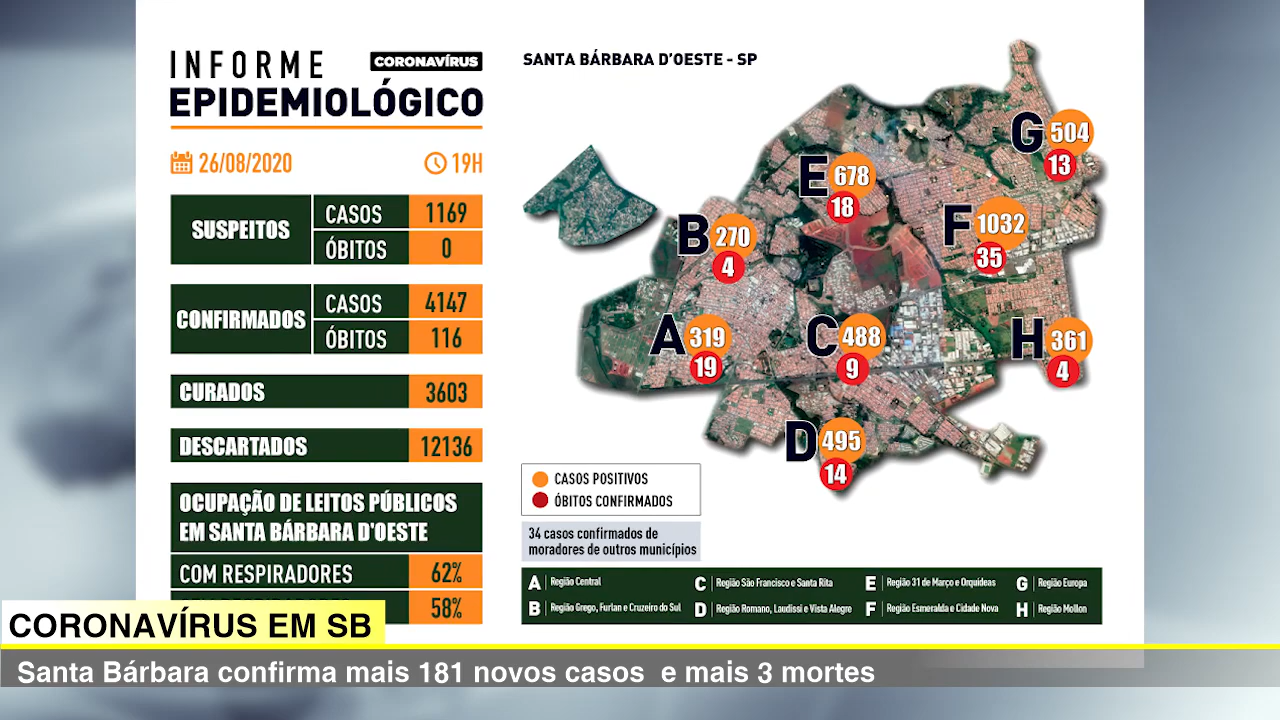 INFORME
CORONAVÍRUS
EPIDEMIOLÓGICO
26/08/2020
19H
SUSPEITOS
CASOS
1169
ÓBITOS
0
CONFIRMADOS
CASOS
4147
ÓBITOS
116
CURADOS
3603
DESCARTADOS
12136
OCUPAÇÃO DE LEITOS PÚBLICOS
EM SANTA BÁRBARA D'OESTE
COM RESPIRADORES
62%
58%
SANTA BÁRBARA D'OESTE - SP
G
504
13
E
678
18
F
1032
35
B
270
4
A
319
19
C
488
9
H
361
4
D
495
14
CASOS POSITIVOS
ÓBITOS CONFIRMADOS
34 casos confirmados de
moradores de outros municípios
A Região Central
B Região Grego, Furlan e Cruzeiro do Sul
C Região São Francisco e Santa Rita
D Região Romano, Laudissi e Vista Alegre
E Região 31 de Março e Orquídeas
F Região Esmeralda e Cidade Nova
G Região Europa
H Região Mollon
CORONAVÍRUS EM SB
Santa Bárbara confirma mais 181 novos casos  e mais 3 mortes